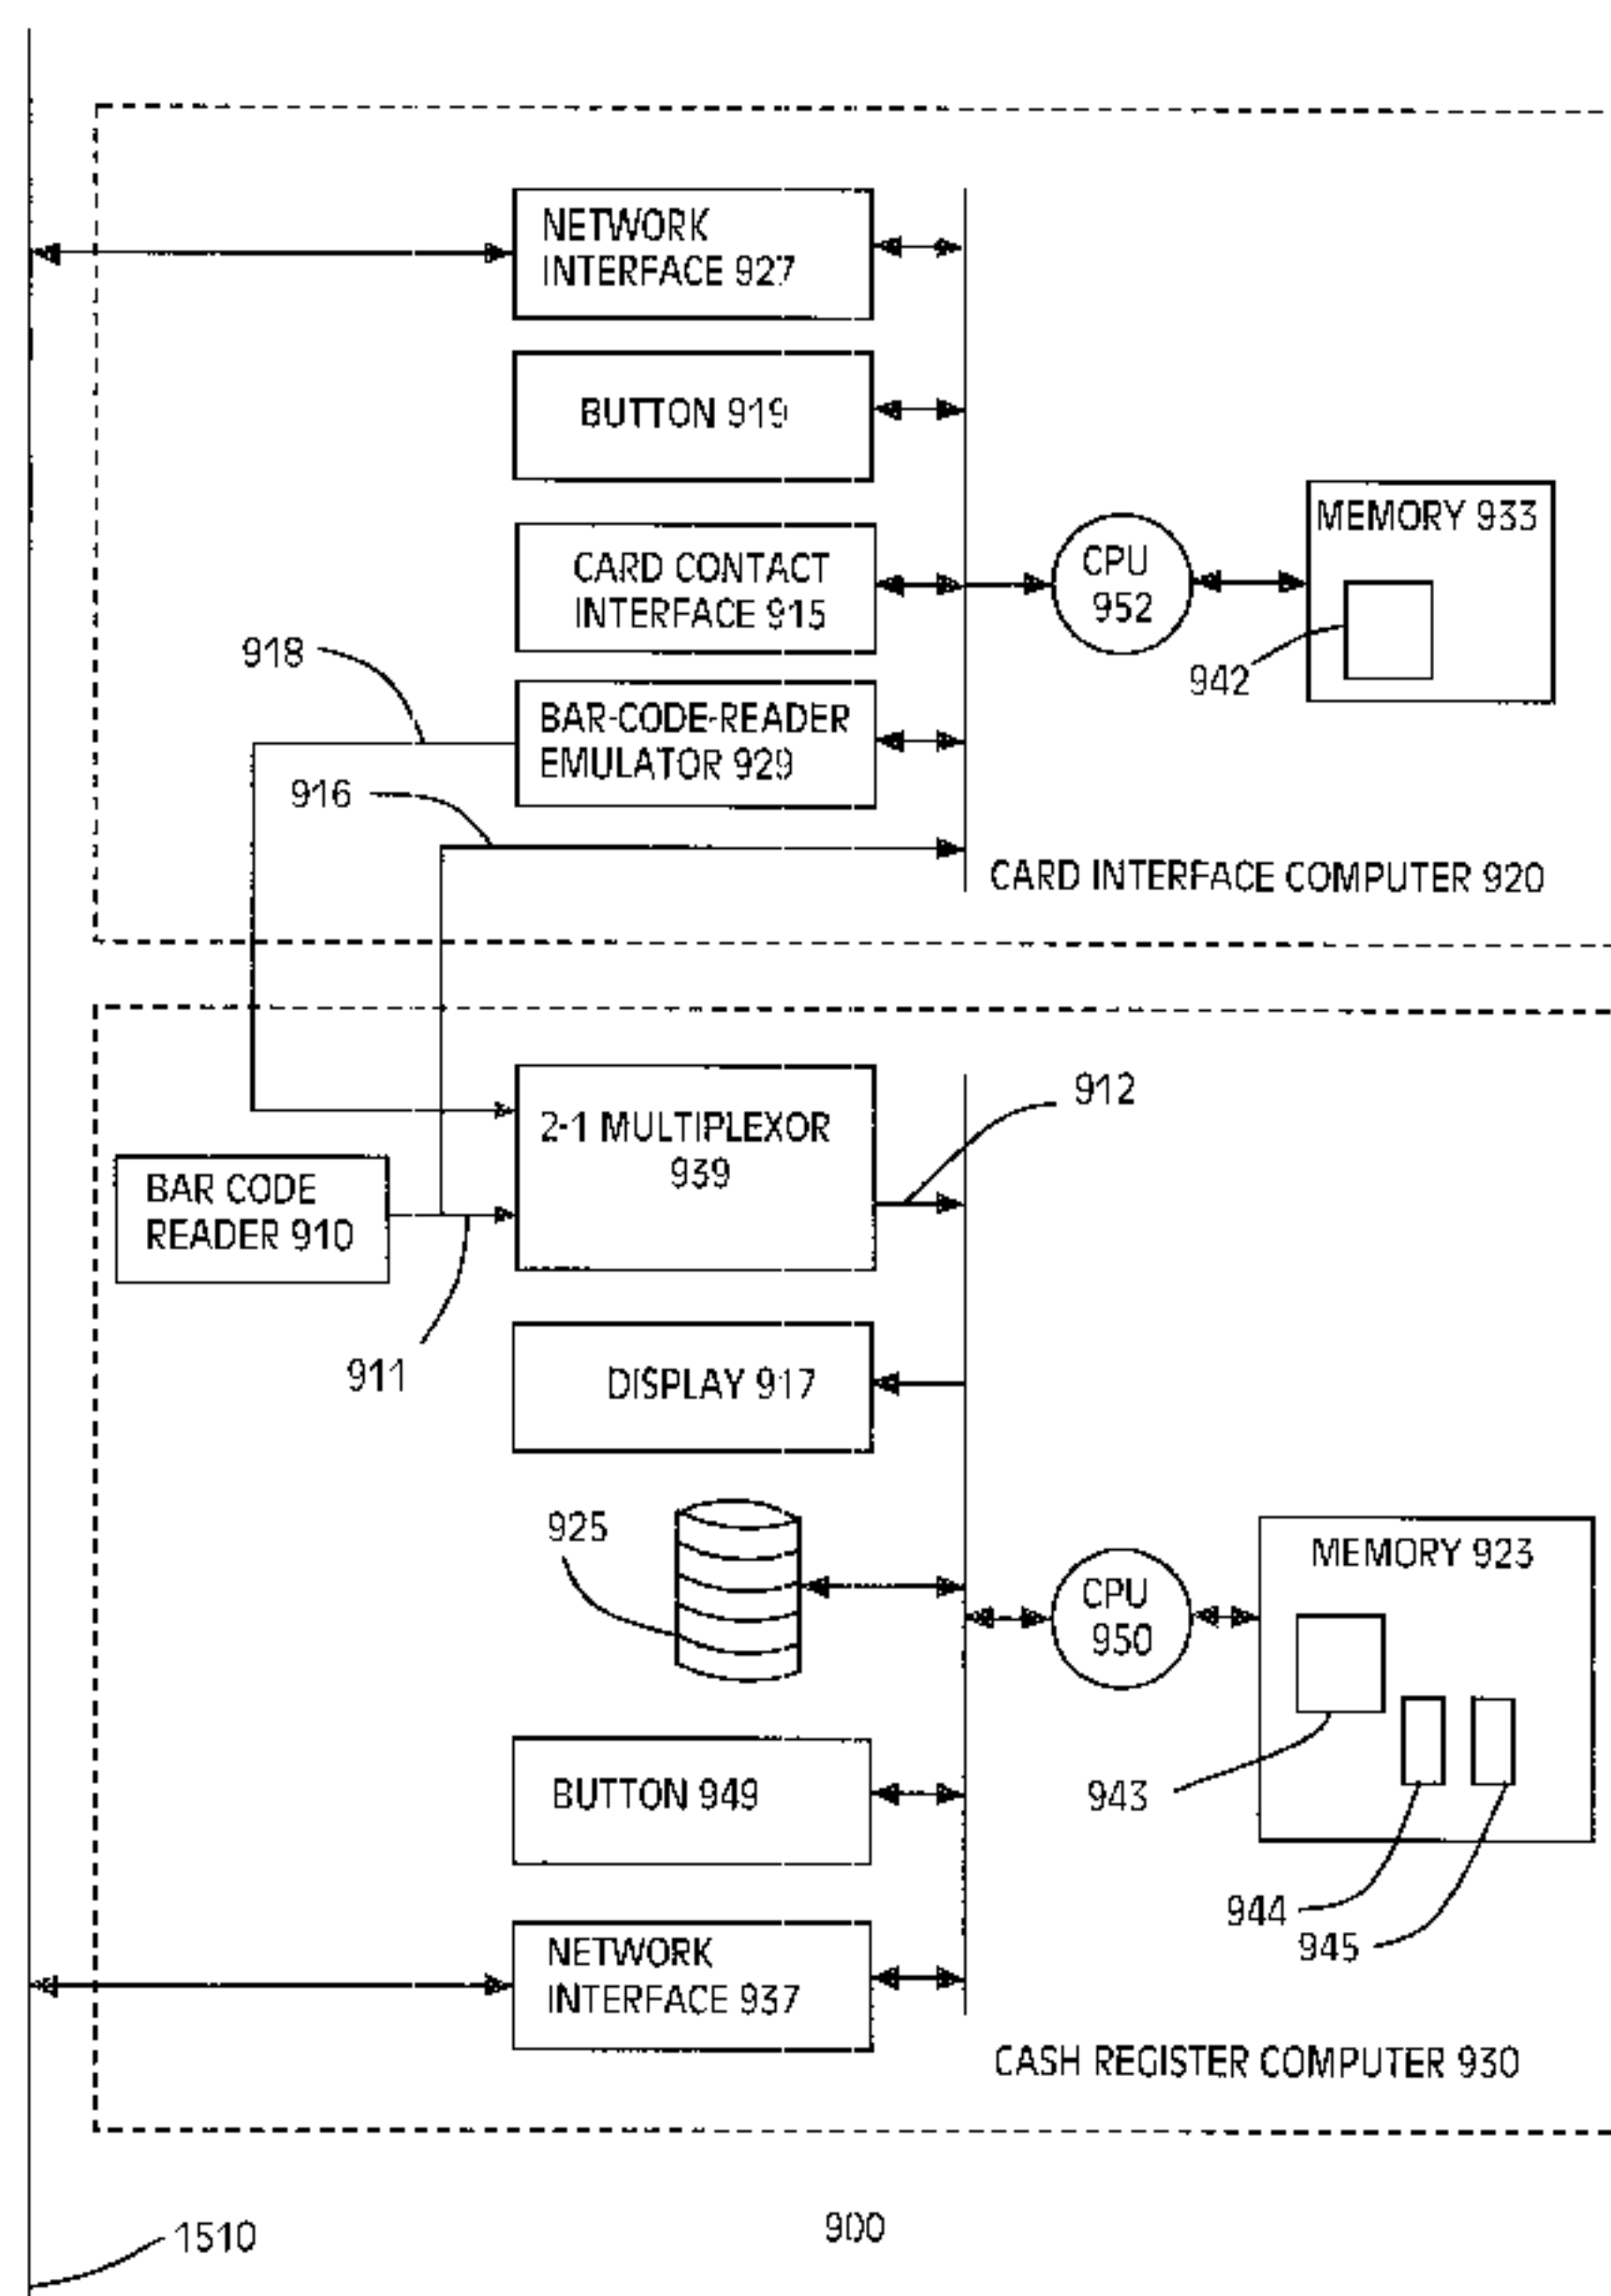 NETWORK
INTERFACE 927
BUTTON 919
CARD CONTACT
INTERFACE 915
CPU
952
MEMORY 933
942
918
BAR-CODE-READER
EMULATOR 929
916
CARD INTERFACE COMPUTER 920
912
2-1 MULTIPLEXOR
939
BAR CODE
READER 910
911
DISPLAY 917
925
CPU
950
MEMORY 923
943
BUTTON 949
944
945
NETWORK
INTERFACE 937
CASH REGISTER COMPUTER 930
1510
900